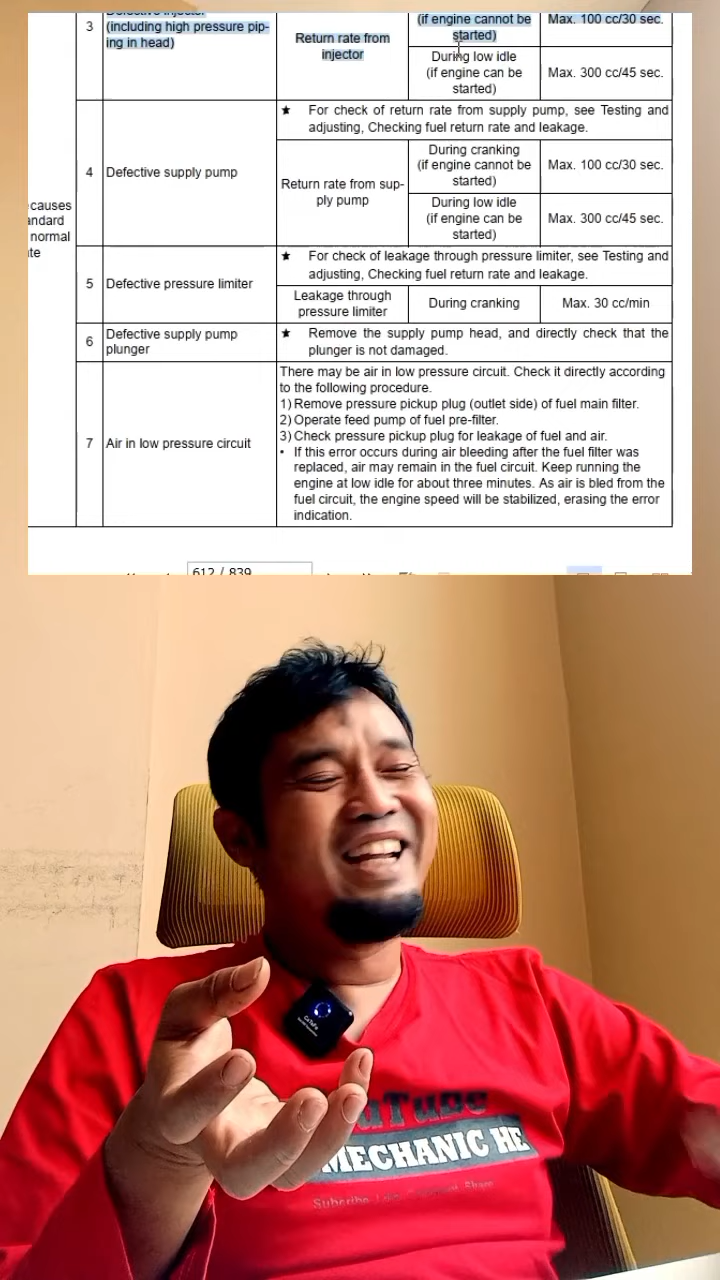 3
Defective injector
(including high pressure pip-
ing in head)
Return rate from
injector
(if engine cannot be
started)
Max. 100 cc/30 sec.
During low idle
(if engine can be
started)
Max. 300 cc/45 sec.
causes
andard
normal
4
Defective supply pump
★ For check of return rate from supply pump, see Testing and
adjusting, Checking fuel return rate and leakage.
Return rate from sup-
ply pump
During cranking
(if engine cannot be
started)
Max. 100 cc/30 sec.
During low idle
(if engine can be
started)
Max. 300 cc/45 sec.
5
Defective pressure limiter
★ For check of leakage through pressure limiter, see Testing and
adjusting, Checking fuel return rate and leakage.
Leakage through
pressure limiter
During cranking
Max. 30 cc/min
6
Defective supply pump
plunger
★ Remove the supply pump head, and directly check that the
plunger is not damaged.
7
Air in low pressure circuit
There may be air in low pressure circuit. Check it directly according
to the following procedure.
1) Remove pressure pickup plug (outlet side) of fuel main filter.
2) Operate feed pump of fuel pre-filter.
3) Check pressure pickup plug for leakage of fuel and air.
• If this error occurs during air bleeding after the fuel filter was
replaced, air may remain in the fuel circuit. Keep running the
engine at low idle for about three minutes. As air is bled from the
fuel circuit, the engine speed will be stabilized, erasing the error
indication.
612 / 839
uTube
MECHANIC HE
Subcribe Like Comment Share